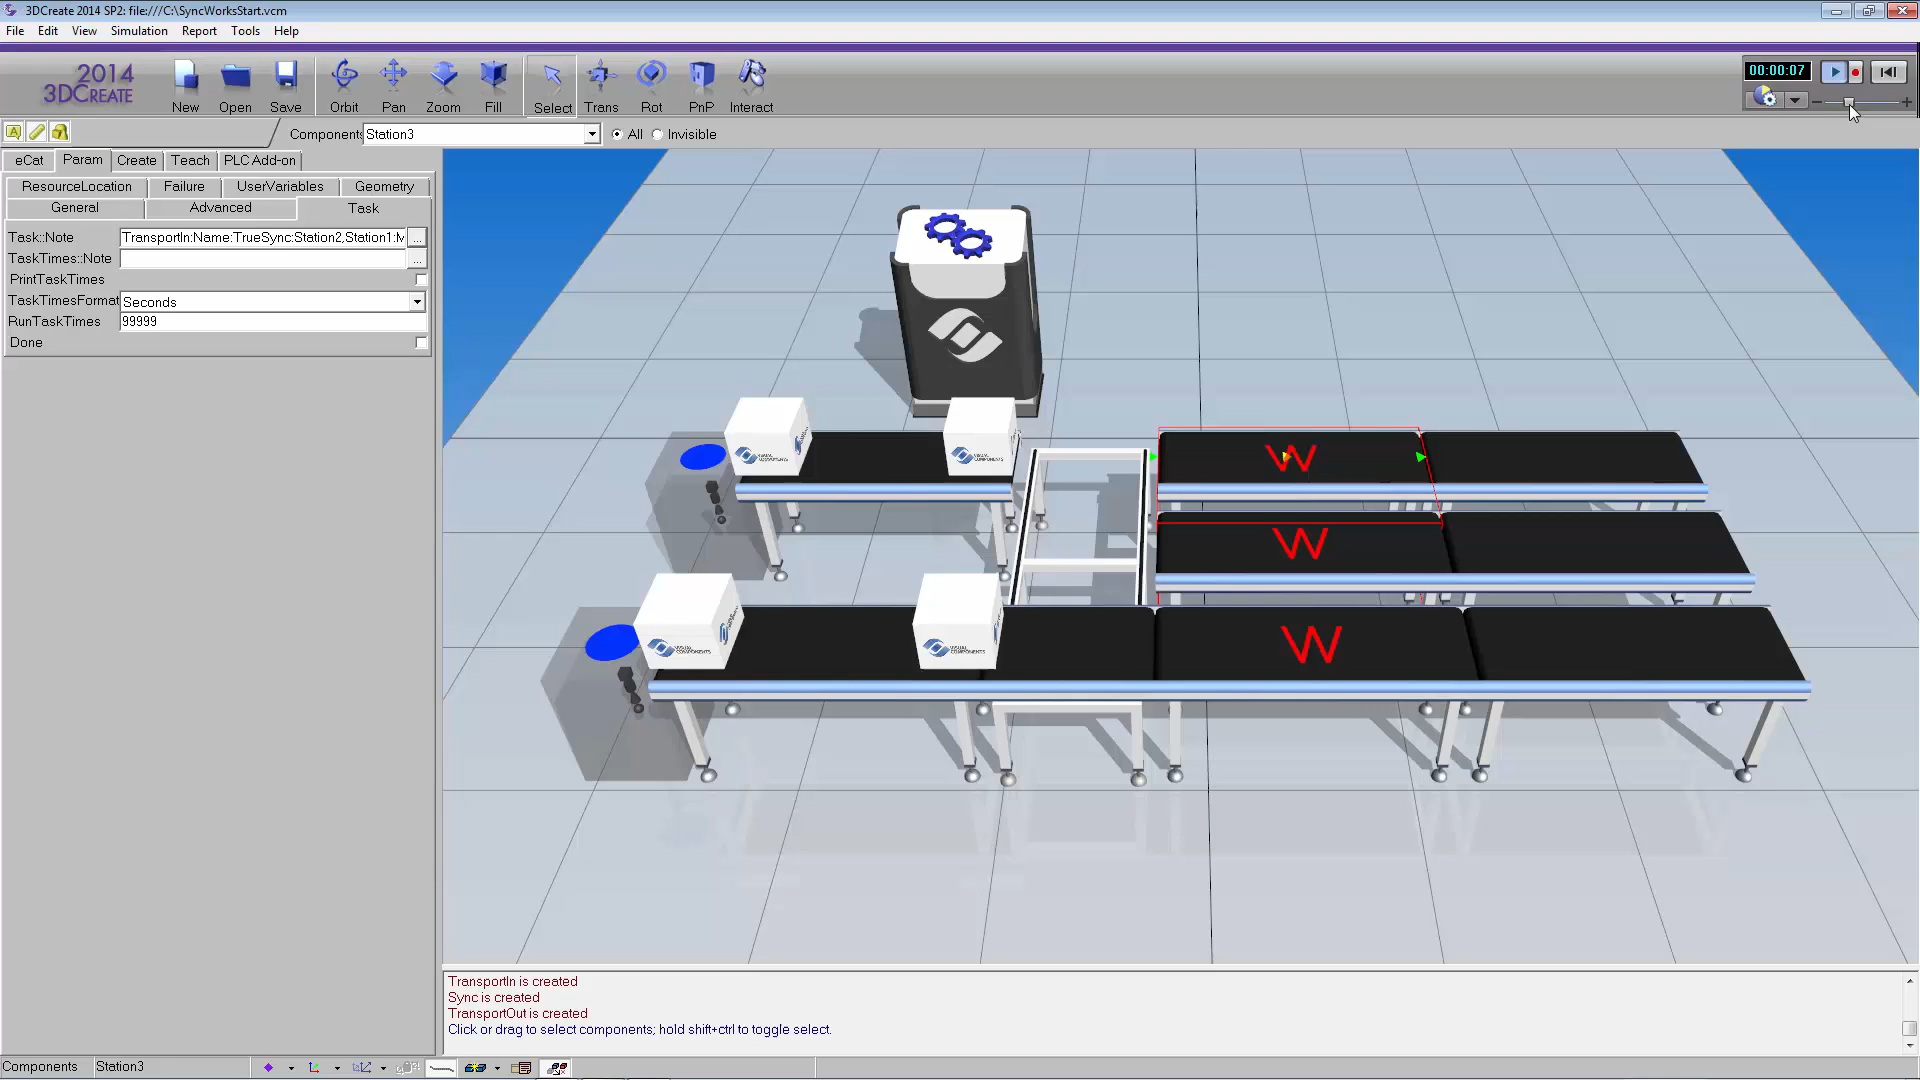 3DCreate 2014 SP2: file:///C:\SyncWorksStart.vcm
File Edit View Simulation Report Tools Help
2014
3DCREATE
New Open Save Orbit Pan Zoom Fill Select Trans Rot PnP Interact
00:00:07
Component: Station3 All Invisible
eCat Param Create Teach PLC Add-on
ResourceLocation Failure UserVariables Geometry
General Advanced Task
Task::Note TransportIn:Name:TrueSync:Station2,Station1:M ...
TaskTimes::Note ...
PrintTaskTimes
TaskTimesFormat Seconds
RunTaskTimes 99999
Done
W
W
W
TransportIn is created
Sync is created
TransportOut is created
Click or drag to select components; hold shift+ctrl to toggle select.
Components Station3